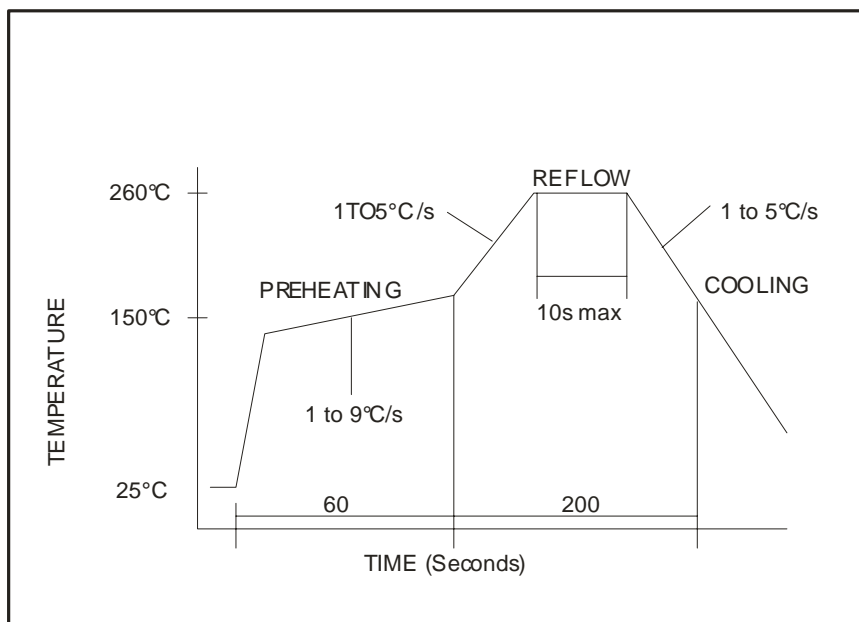 REFLOW
260°C
1TO5°C/s
1 to 5°C/s
PREHEATING
COOLING
10s max
150°C
TEMPERATURE
1 to 9°C/s
25°C
60
200
TIME (Seconds)